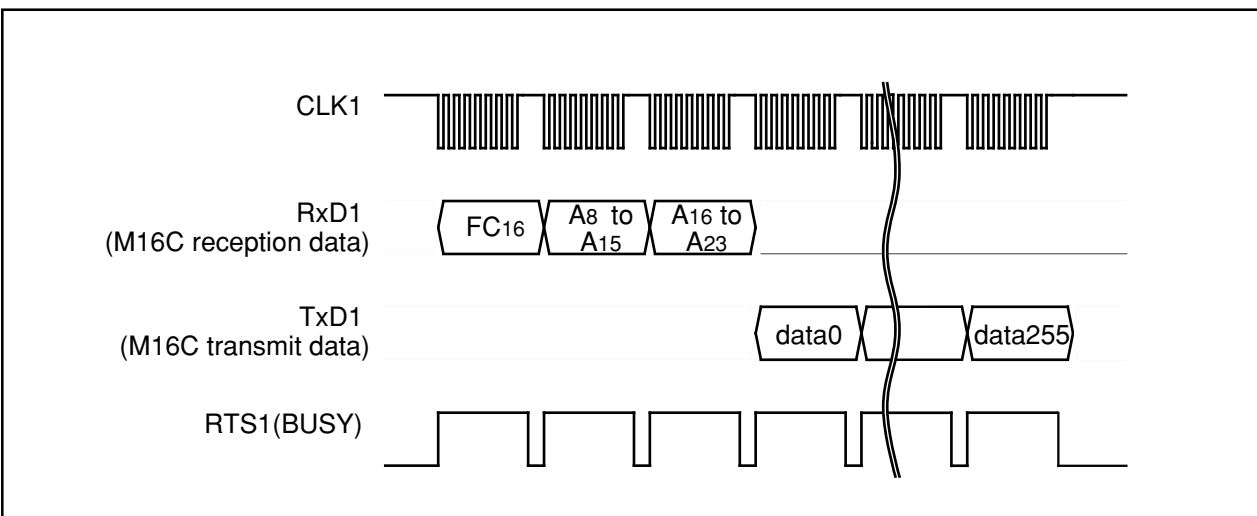 CLK1
RxD1
(M16C reception data)
FC16
A8 to
A15
A16 to
A23
TxD1
(M16C transmit data)
data0
data255
RTS1(BUSY)